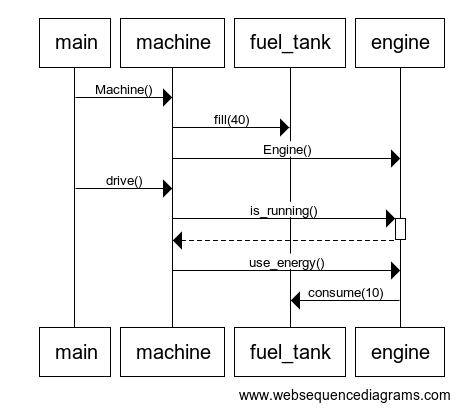 main machine fuel_tank engine
Machine()
fill(40)
Engine()
drive()
is_running()
use_energy()
consume(10)
main machine fuel_tank engine
www.websequencediagrams.com